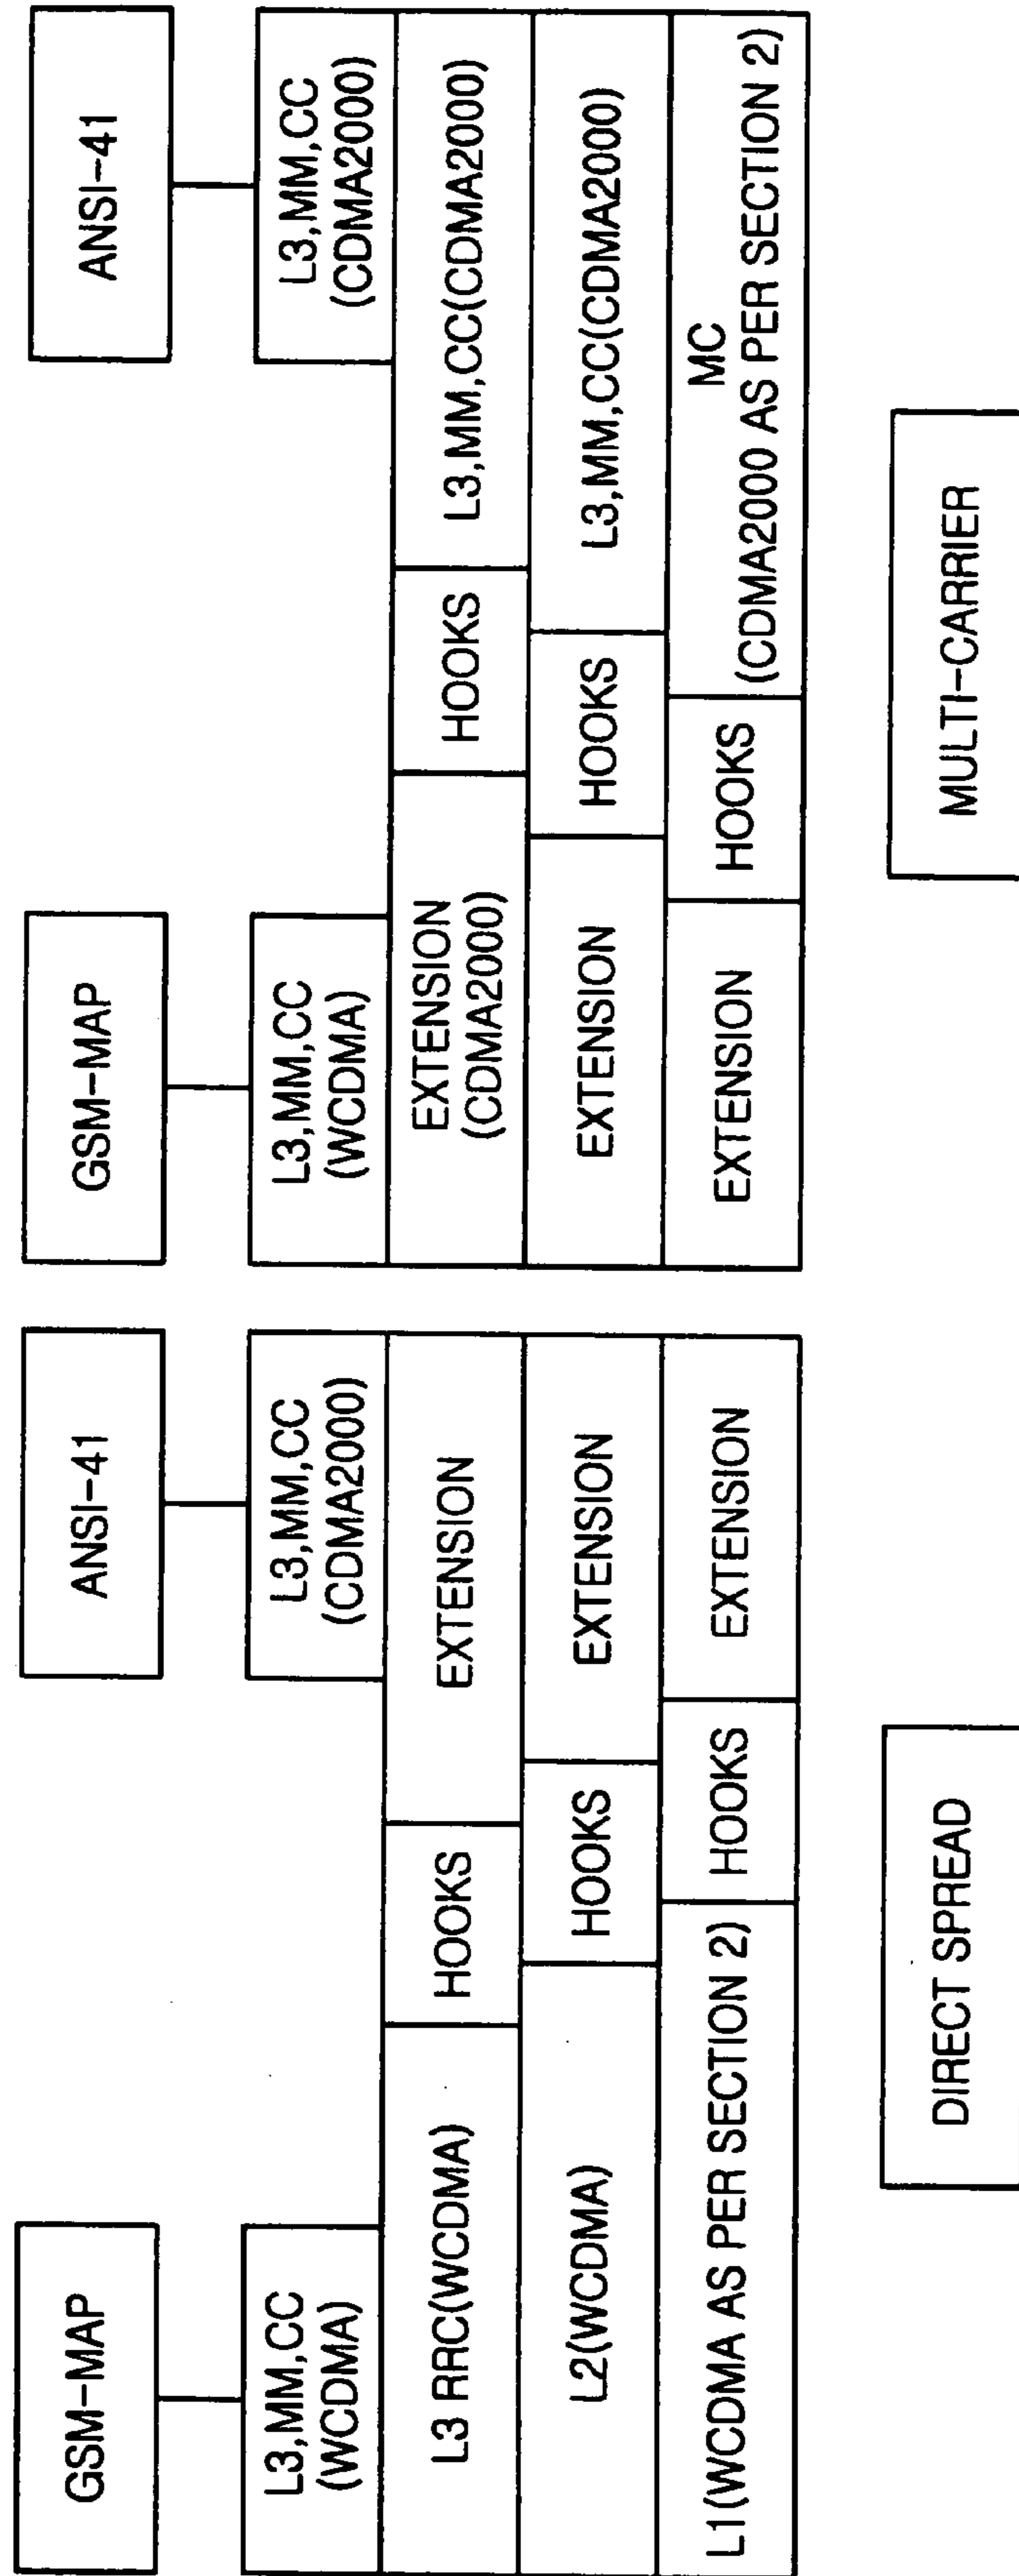 GSM-MAP
ANSI-41
GSM-MAP
ANSI-41
L3,MM,CC
(WCDMA)
L3,MM,CC
(CDMA2000)
L3,MM,CC
(WCDMA)
L3,MM,CC
(CDMA2000)
L3 RRC(WCDMA)
HOOKS
EXTENSION
EXTENSION
(CDMA2000)
HOOKS
L3,MM,CC(CDMA2000)
L2(WCDMA)
HOOKS
EXTENSION
EXTENSION
HOOKS
L3,MM,CC(CDMA2000)
L1(WCDMA AS PER SECTION 2)
HOOKS
EXTENSION
EXTENSION
HOOKS
MC
(CDMA2000 AS PER SECTION 2)
DIRECT SPREAD
MULTI-CARRIER